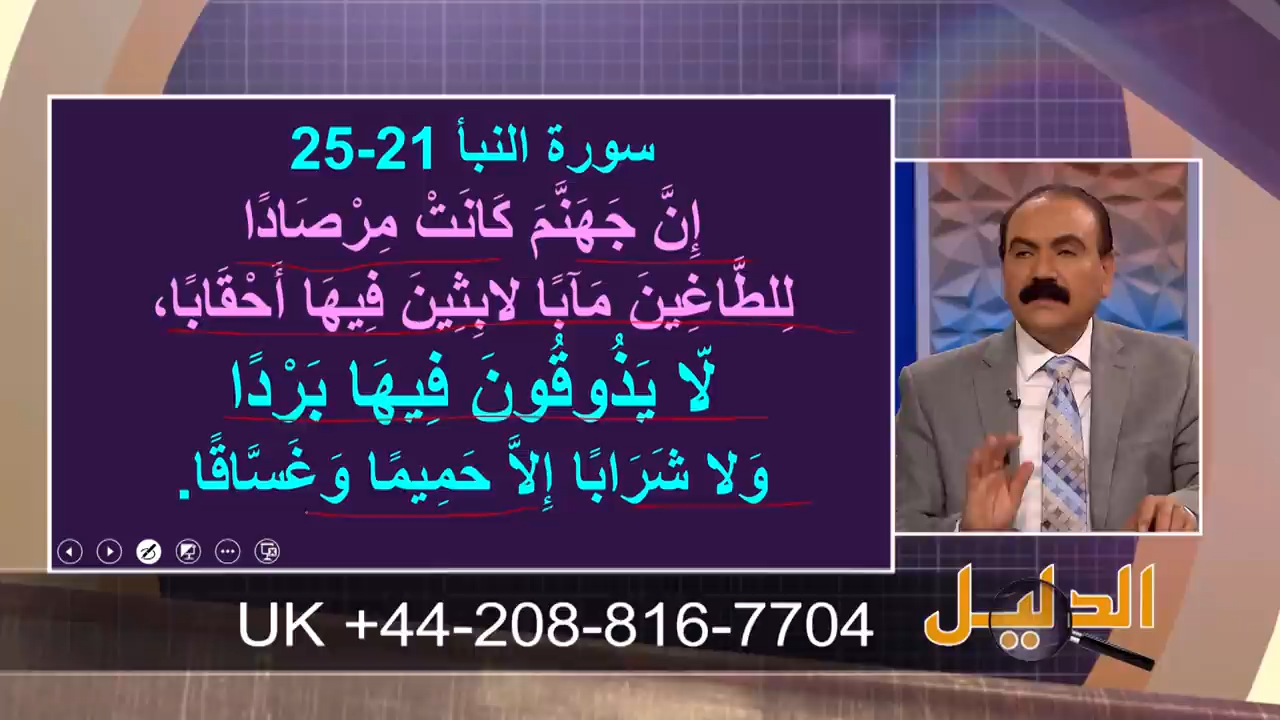 سورة النبأ 21-25
إِنَّ جَهَنَّمَ كَانَتْ مِرْصَادًا
لِلطَّاغِينَ مَآبًا لابِثِينَ فِيهَا أَحْقَابًا،
لّا يَذُوقُونَ فِيهَا بَرْدًا
وَلا شَرَابًا إِلاَّ حَمِيمًا وَغَسَّاقًا.
الدليل
UK +44-208-816-7704